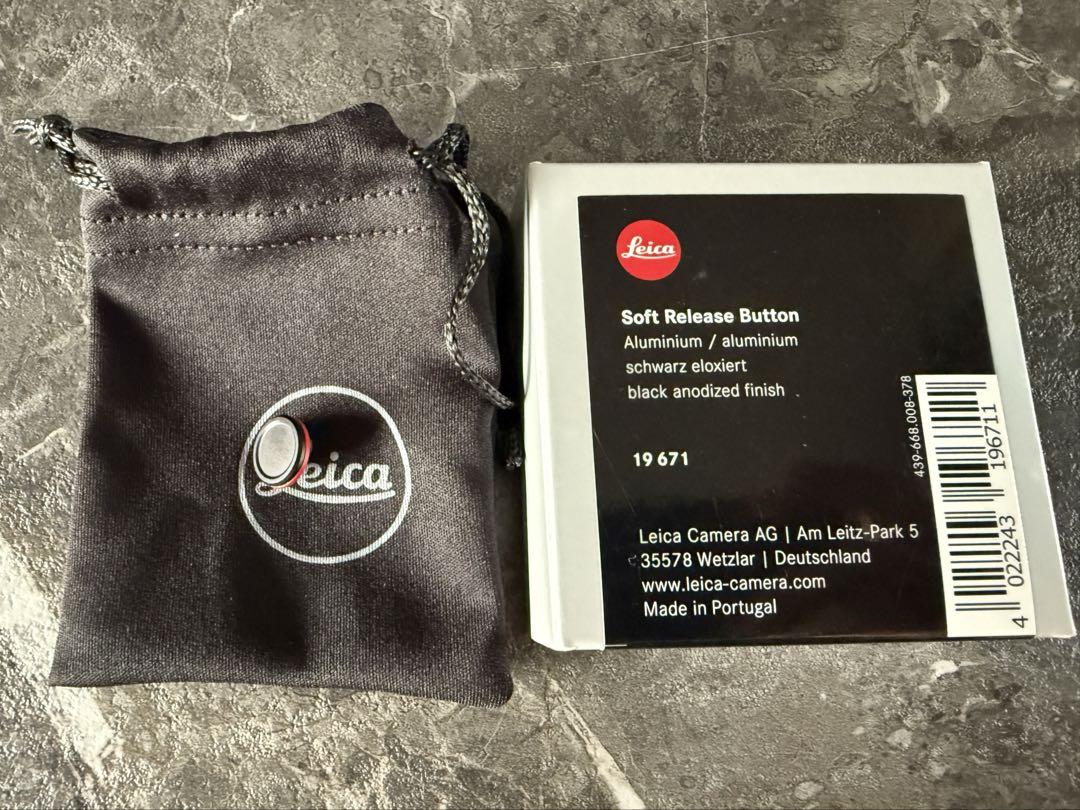 Leica
Leica
Soft Release Button
Aluminium / aluminium
schwarz eloxiert
black anodized finish
19 671
Leica Camera AG | Am Leitz-Park 5
35578 Wetzlar | Deutschland
www.leica-camera.com
Made in Portugal
439-668.008-378
4 022243 196711